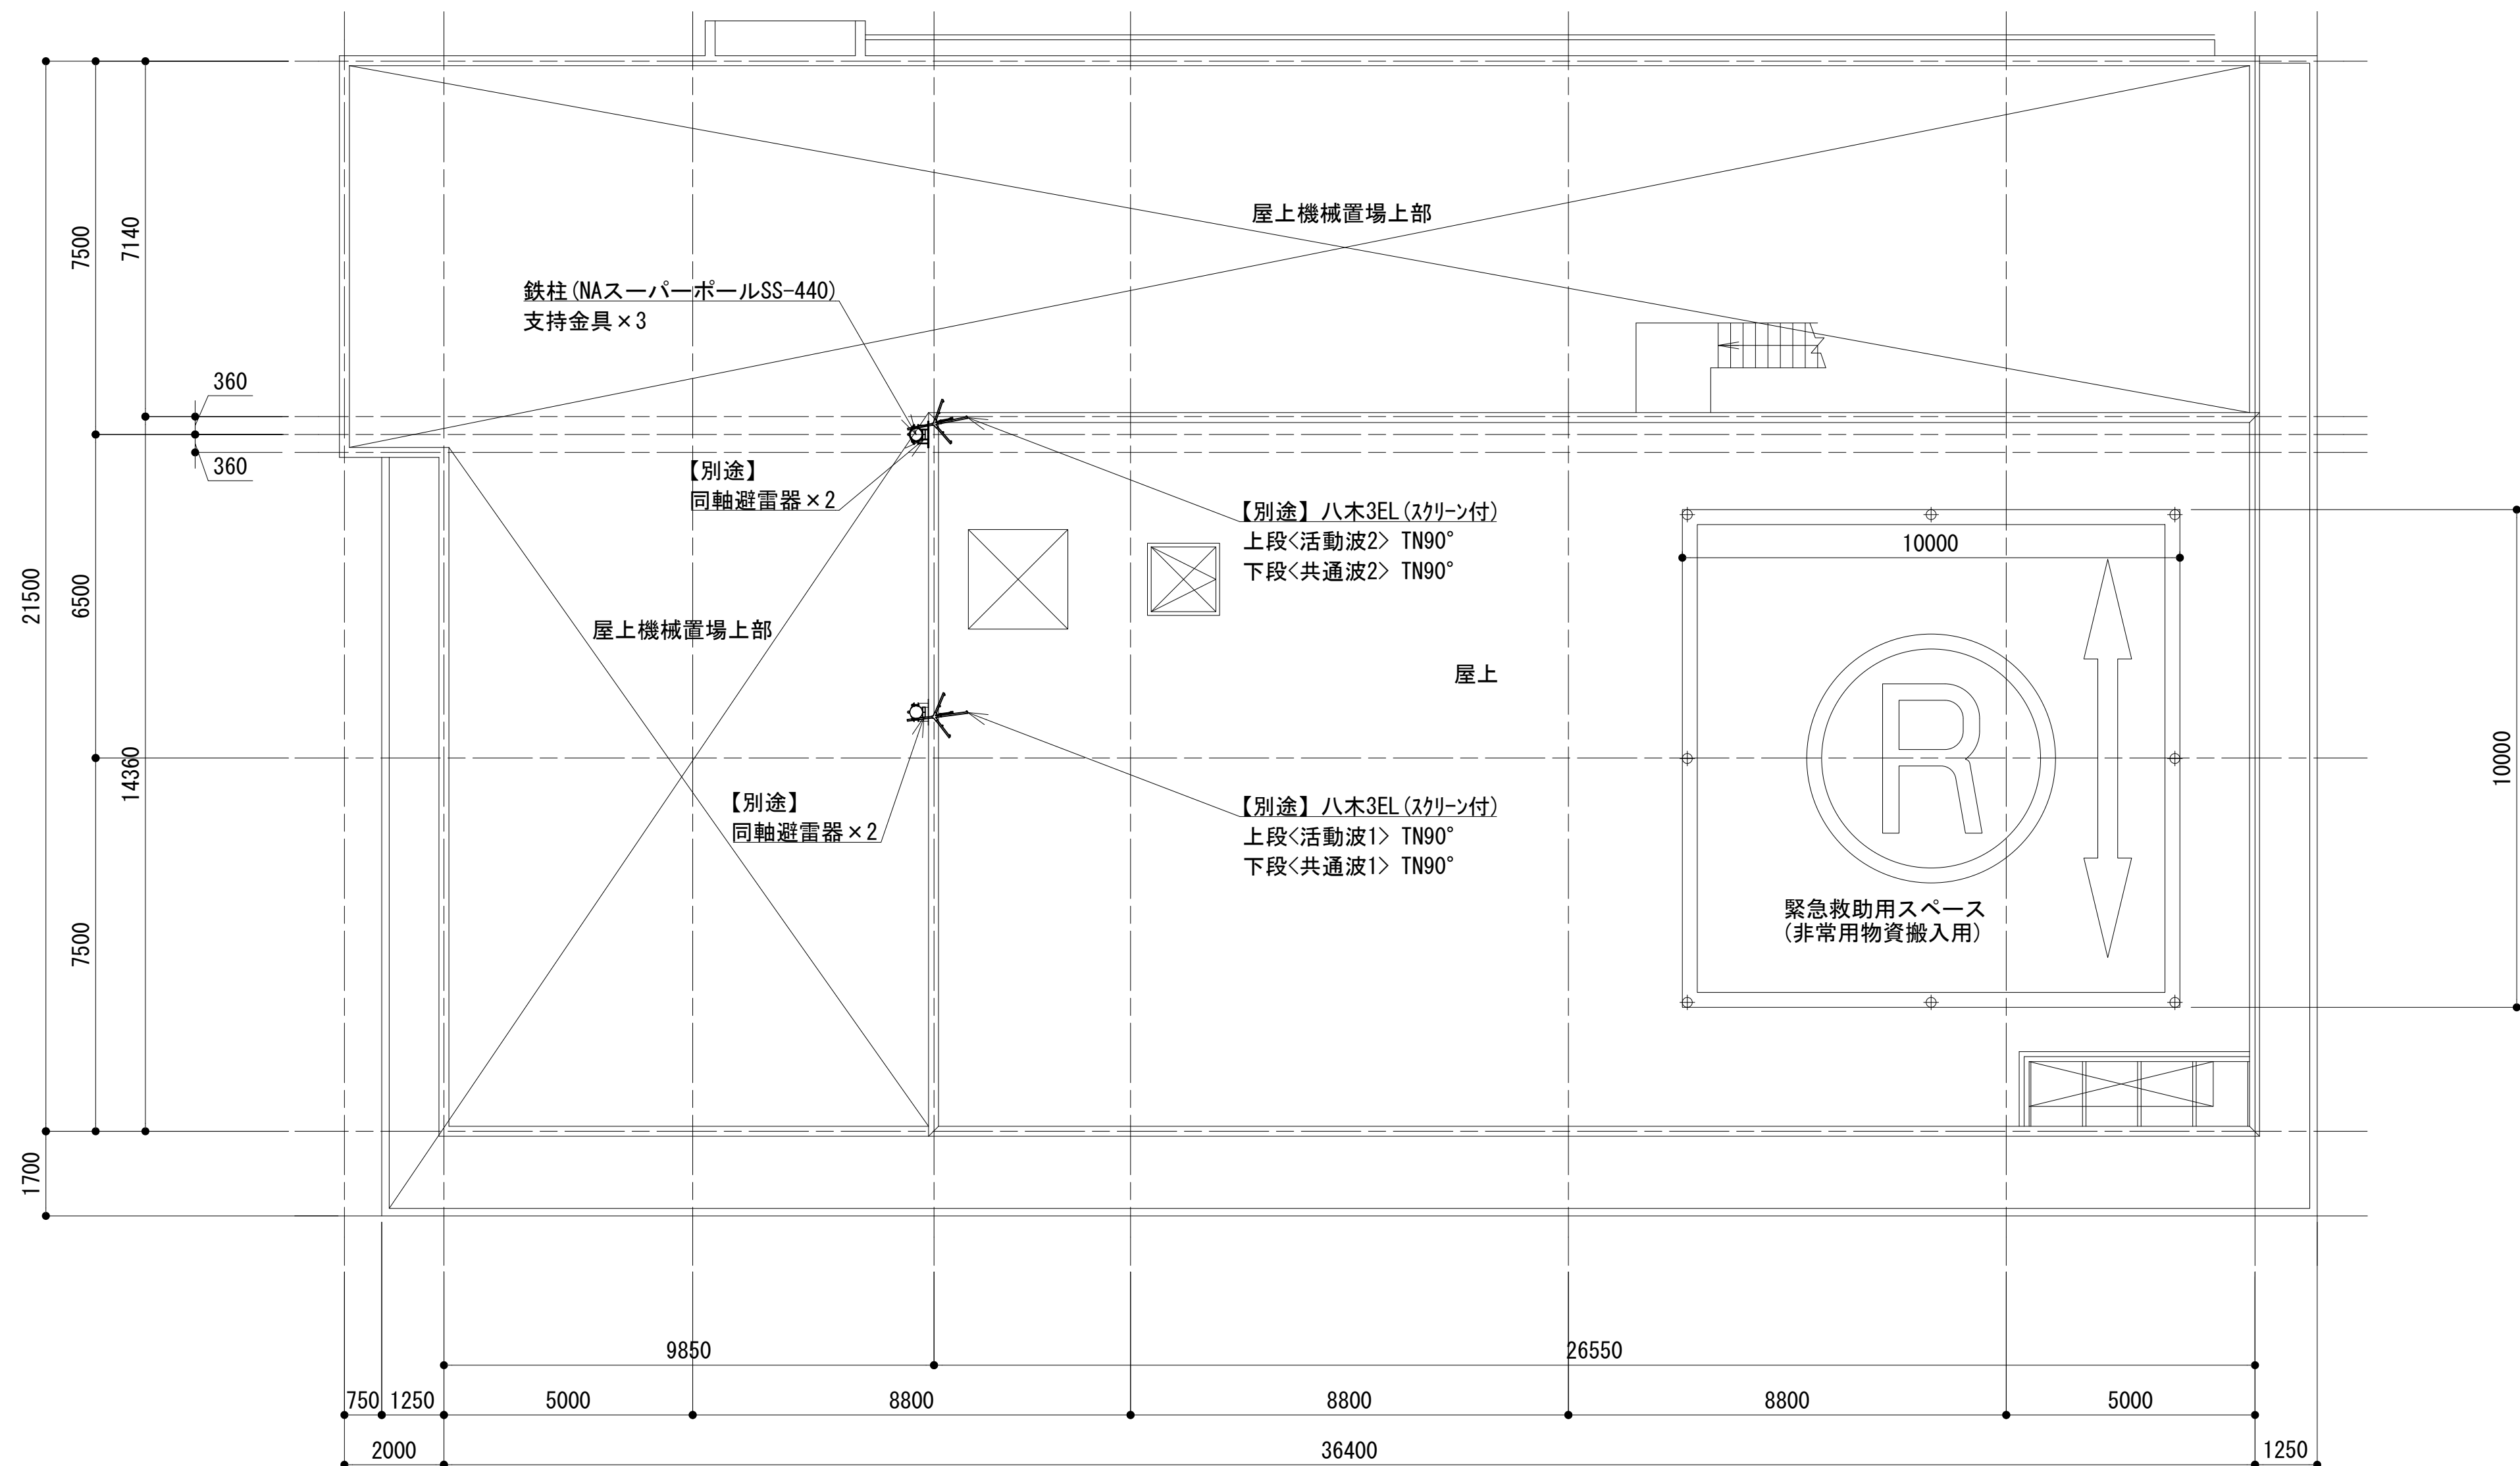 屋上機械置場上部
7500
7140
鉄柱(NAスーパーポールSS-440)
支持金具×3
360
360
【別途】
同軸避雷器×2
【別途】八木3EL(ｽｸﾘｰﾝ付)
上段<活動波2> TN90°
下段<共通波2> TN90°
10000
21500
6500
屋上機械置場上部
屋上
R
10000
14360
【別途】
同軸避雷器×2
【別途】八木3EL(ｽｸﾘｰﾝ付)
上段<活動波1> TN90°
下段<共通波1> TN90°
緊急救助用スペース
(非常用物資搬入用)
7500
1700
9850
26550
750
1250
5000
8800
8800
8800
5000
2000
36400
1250